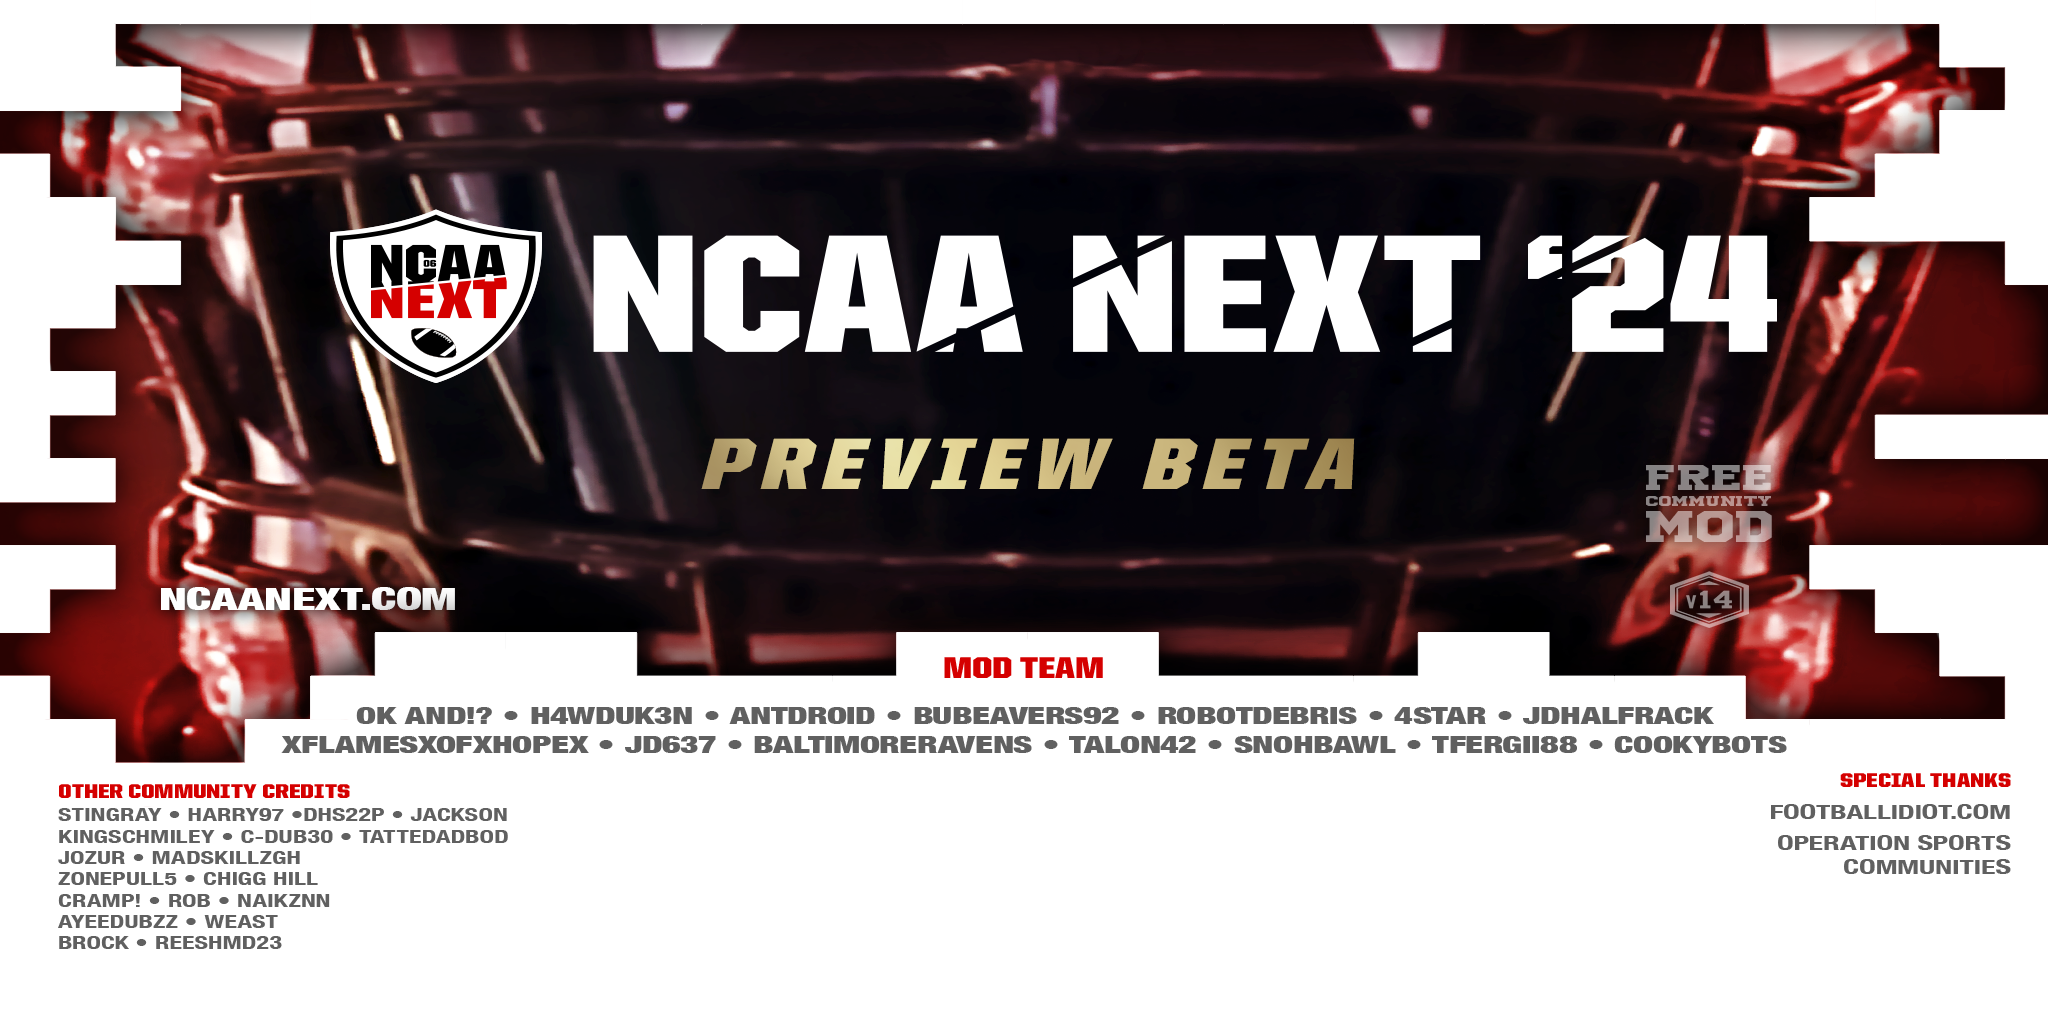 NCAA
06
NEXT
NCAA NEXT '24
PREVIEW BETA
FREE
COMMUNITY
MOD
V14
NCAANEXT.COM
MOD TEAM
OK AND!? • H4WDUK3N • ANTDROID • BUBEAVERS92 • ROBOTDEBRIS • 4STAR • JDHALFRACK
XFLAMESXOFXHOPEX • JD637 • BALTIMORERAVENS • TALON42 • SNOHBAWL • TFERGII88 • COOKYBOTS
OTHER COMMUNITY CREDITS
STINGRAY • HARRY97 •DHS22P • JACKSON
KINGSCHMILEY • C-DUB30 • TATTEDADBOD
JOZUR • MADSKILLZGH
ZONEPULL5 • CHIGG HILL
CRAMP! • ROB • NAIKZNN
AYEEDUBZZ • WEAST
BROCK • REESHMD23
SPECIAL THANKS
FOOTBALLIDIOT.COM
OPERATION SPORTS
COMMUNITIES